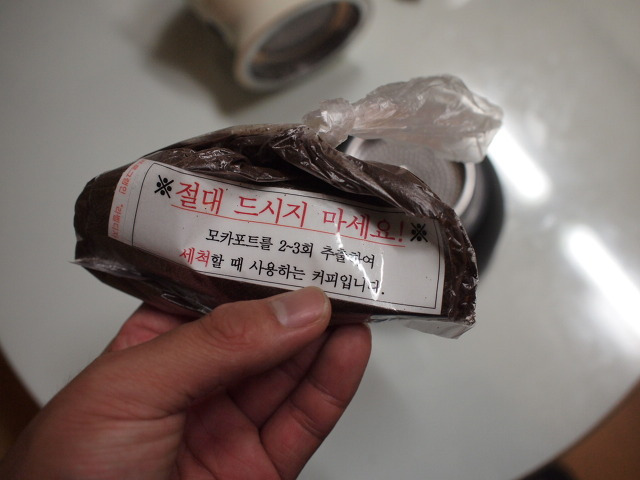 ※절대 드시지 마세요!※
모카포트를 2~3회 추출하여
세척할 때 사용하는 커피입니다.